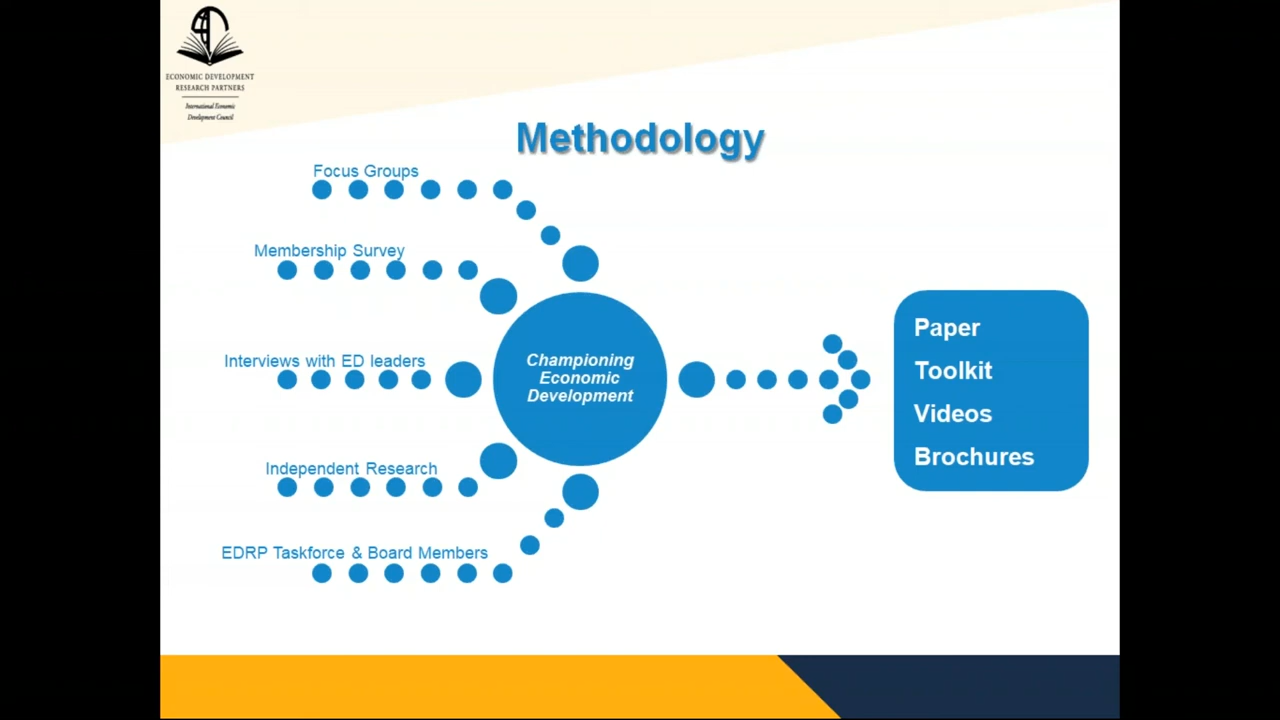 ECONOMIC DEVELOPMENT
RESEARCH PARTNERS
International Economic
Development Council
Methodology
Focus Groups
Membership Survey
Interviews with ED leaders
Independent Research
EDRP Taskforce & Board Members
Championing
Economic
Development
Paper
Toolkit
Videos
Brochures